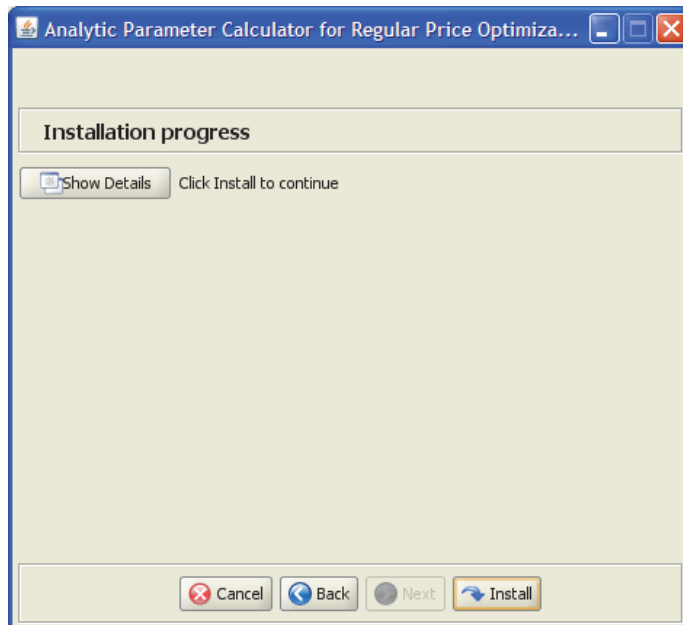 Analytic Parameter Calculator for Regular Price Optimiza...
Installation progress
Show Details Click Install to continue
Cancel Back Next Install